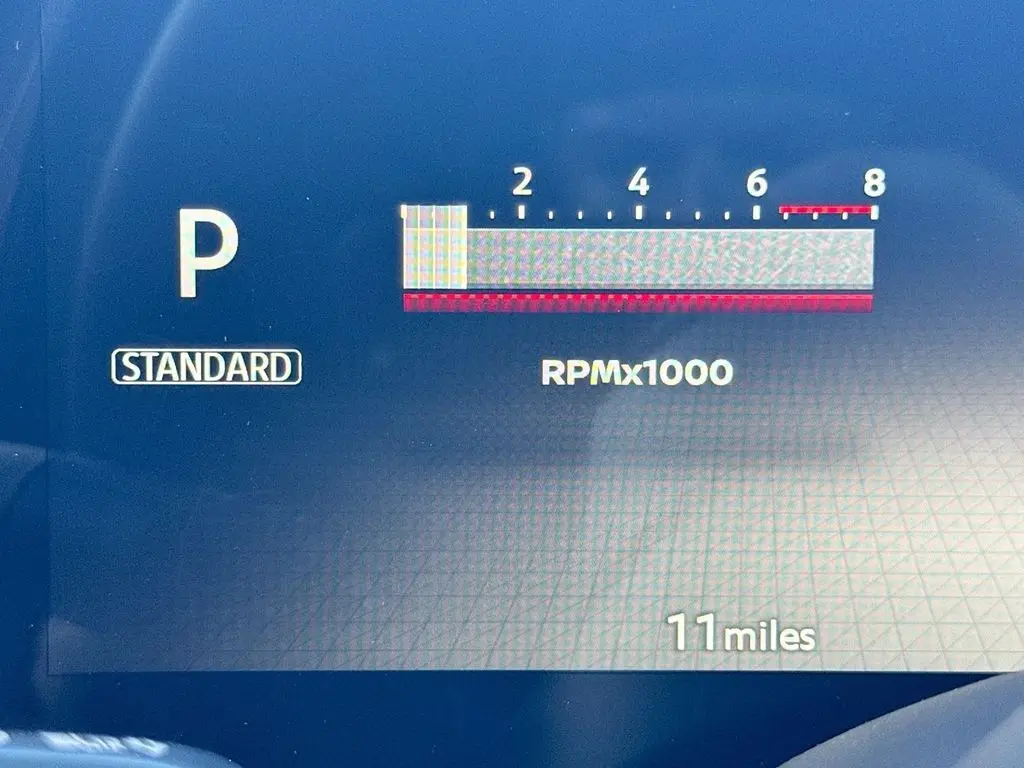 2 4 6 8
P
STANDARD
RPMx1000
11miles